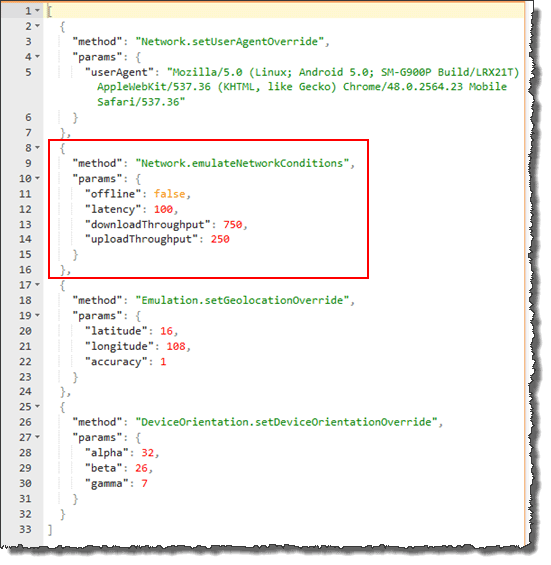 1 [
2 {
3 "method": "Network.setUserAgentOverride",
4 "params": {
5 "userAgent": "Mozilla/5.0 (Linux; Android 5.0; SM-G900P Build/LRX21T)
AppleWebKit/537.36 (KHTML, like Gecko) Chrome/48.0.2564.23 Mobile
Safari/537.36"
6 }
7 },
8 {
9 "method": "Network.emulateNetworkConditions",
10 "params": {
11 "offline": false,
12 "latency": 100,
13 "downloadThroughput": 750,
14 "uploadThroughput": 250
15 }
16 },
17 {
18 "method": "Emulation.setGeolocationOverride",
19 "params": {
20 "latitude": 16,
21 "longitude": 108,
22 "accuracy": 1
23 }
24 },
25 {
26 "method": "DeviceOrientation.setDeviceOrientationOverride",
27 "params": {
28 "alpha": 32,
29 "beta": 26,
30 "gamma": 7
31 }
32 }
33 ]